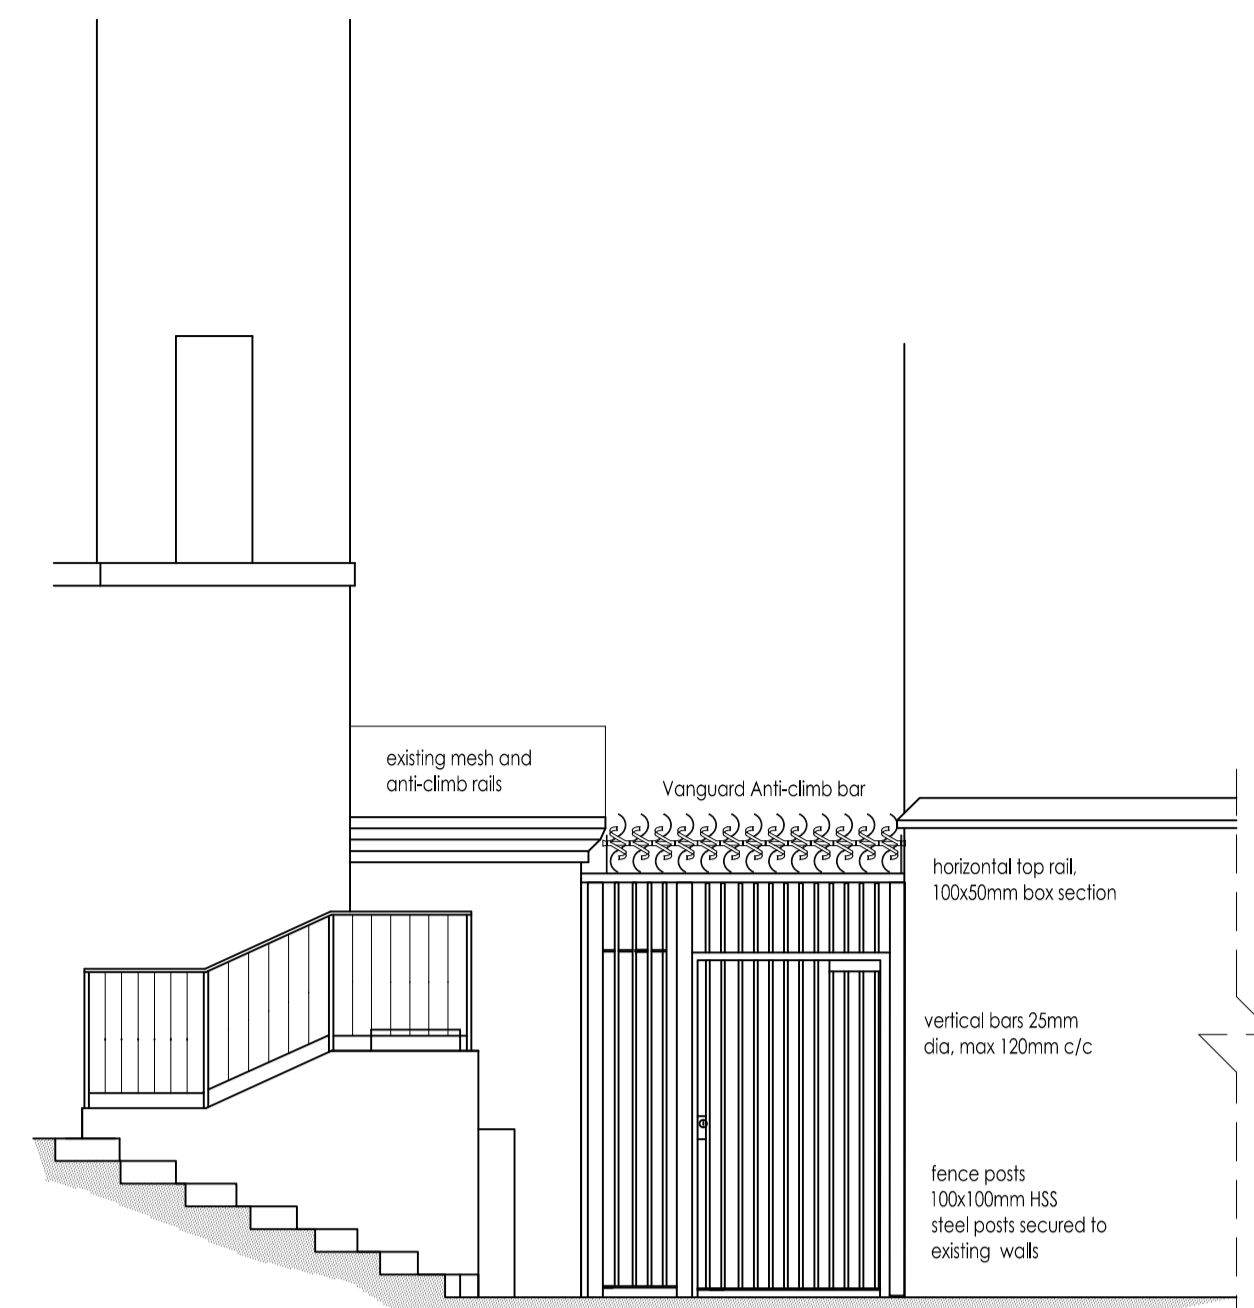 existing mesh and
anti-climb rails
Vanguard Anti-climb bar
horizontal top rail,
100x50mm box section
vertical bars 25mm
dia, max 120mm c/c
fence posts
100x100mm HSS
steel posts secured to
existing walls